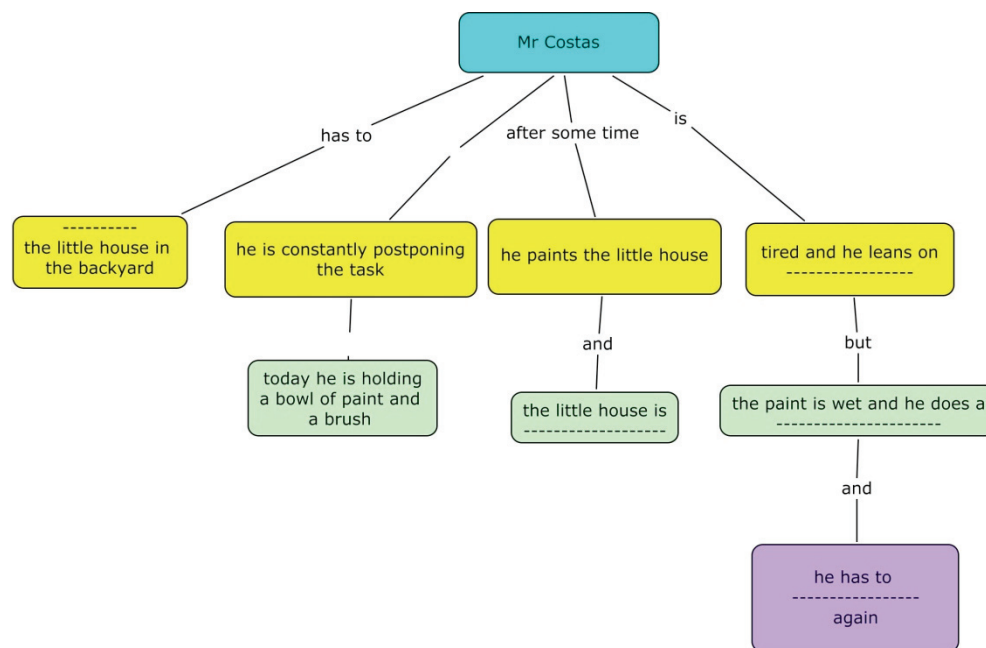 Mr Costas
has to
after some time
is
----------
the little house in
the backyard
he is constantly postponing
the task
he paints the little house
tired and he leans on
-----------------
and
but
today he is holding
a bowl of paint and
a brush
the little house is
-------------------
the paint is wet and he does a
----------------------
and
he has to
-----------------
again